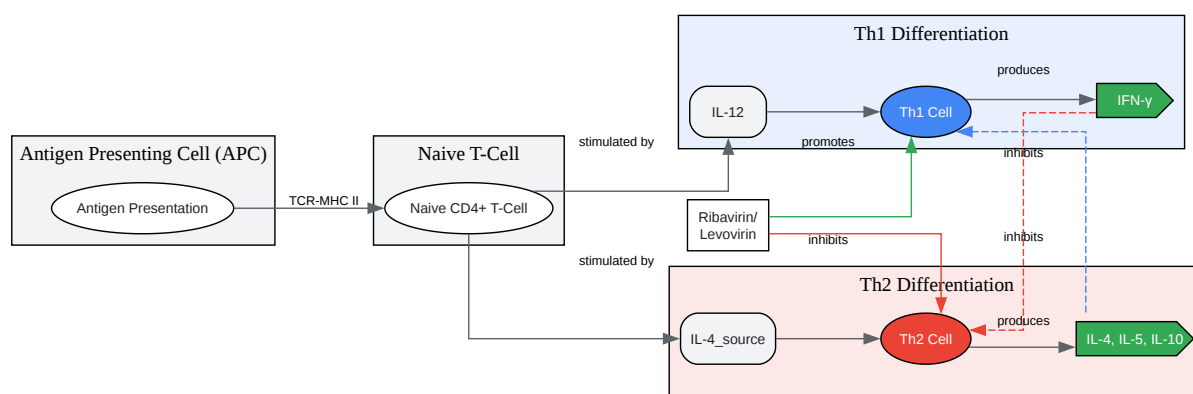 Th1 Differentiation
produces
IL-12
Th1 Cell
IFN-γ
stimulated by
promotes
inhibits
Antigen Presenting Cell (APC)
Naive T-Cell
Antigen Presentation
TCR-MHC II
Naive CD4+ T-Cell
Ribavirin/
Levovirin
inhibits
inhibits
stimulated by
Th2 Differentiation
produces
IL-4_source
Th2 Cell
IL-4, IL-5, IL-10